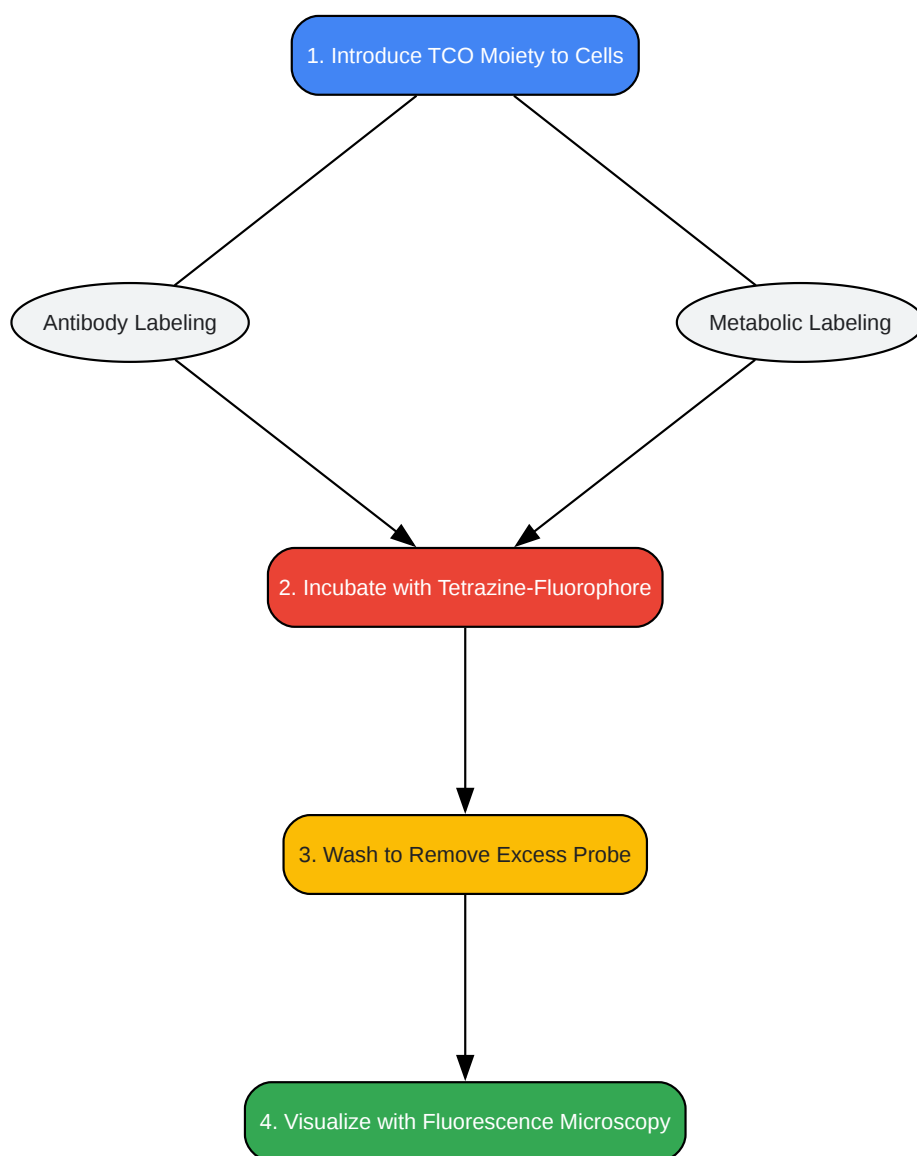 1. Introduce TCO Moiety to Cells
Antibody Labeling
Metabolic Labeling
2. Incubate with Tetrazine-Fluorophore
3. Wash to Remove Excess Probe
4. Visualize with Fluorescence Microscopy